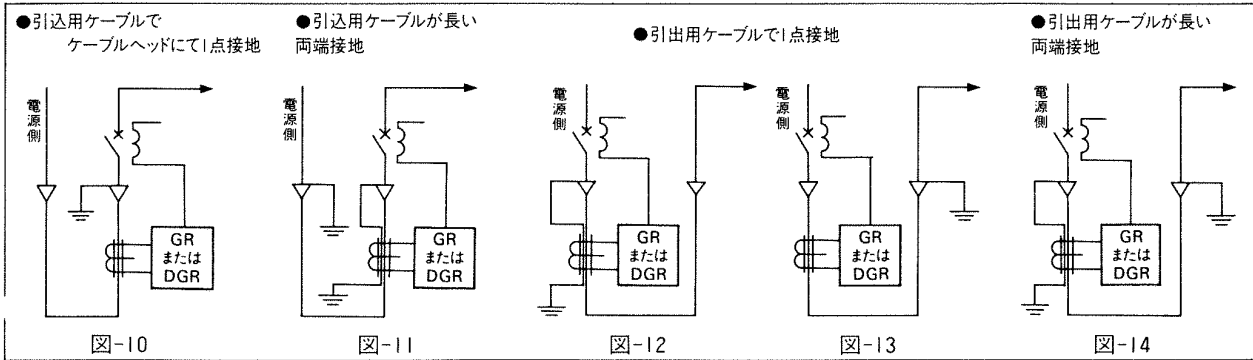 ●引込用ケーブルで
ケーブルヘッドにて1点接地
●引込用ケーブルが長い
両端接地
●引出用ケーブルで1点接地
●引出用ケーブルが長い
両端接地
電源側
GR
または
DGR
図-10
電源側
GR
または
DGR
図-11
電源側
GR
または
DGR
図-12
電源側
GR
または
DGR
図-13
電源側
GR
または
DGR
図-14